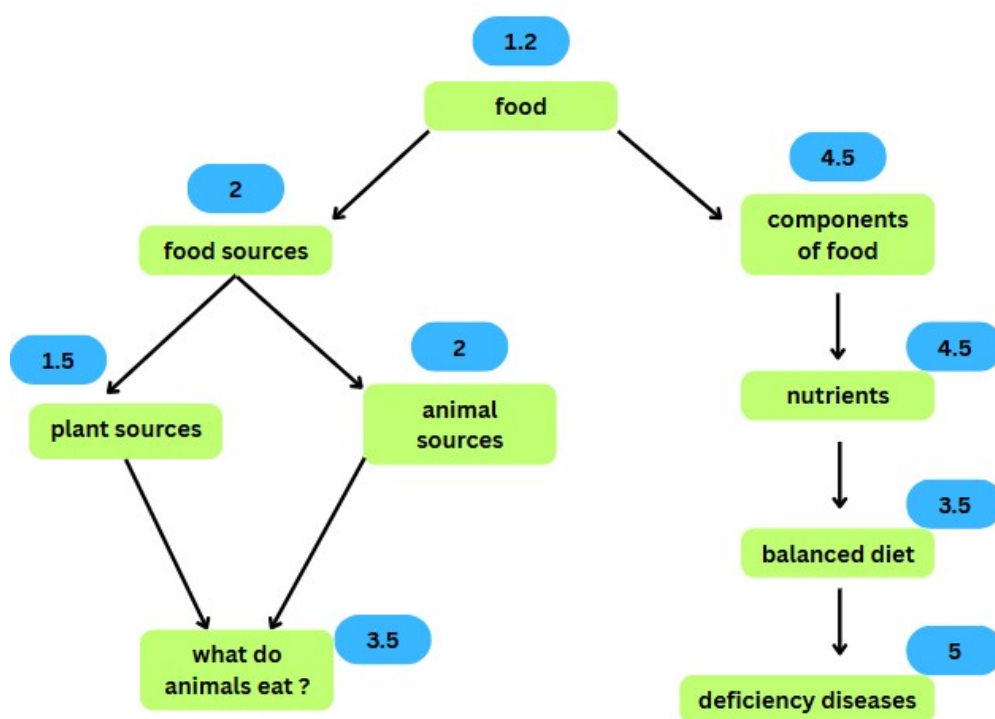 1.2
food
4.5
2
components
of food
food sources
2
4.5
1.5
nutrients
animal
sources
plant sources
3.5
balanced diet
3.5
5
what do
animals eat ?
deficiency diseases